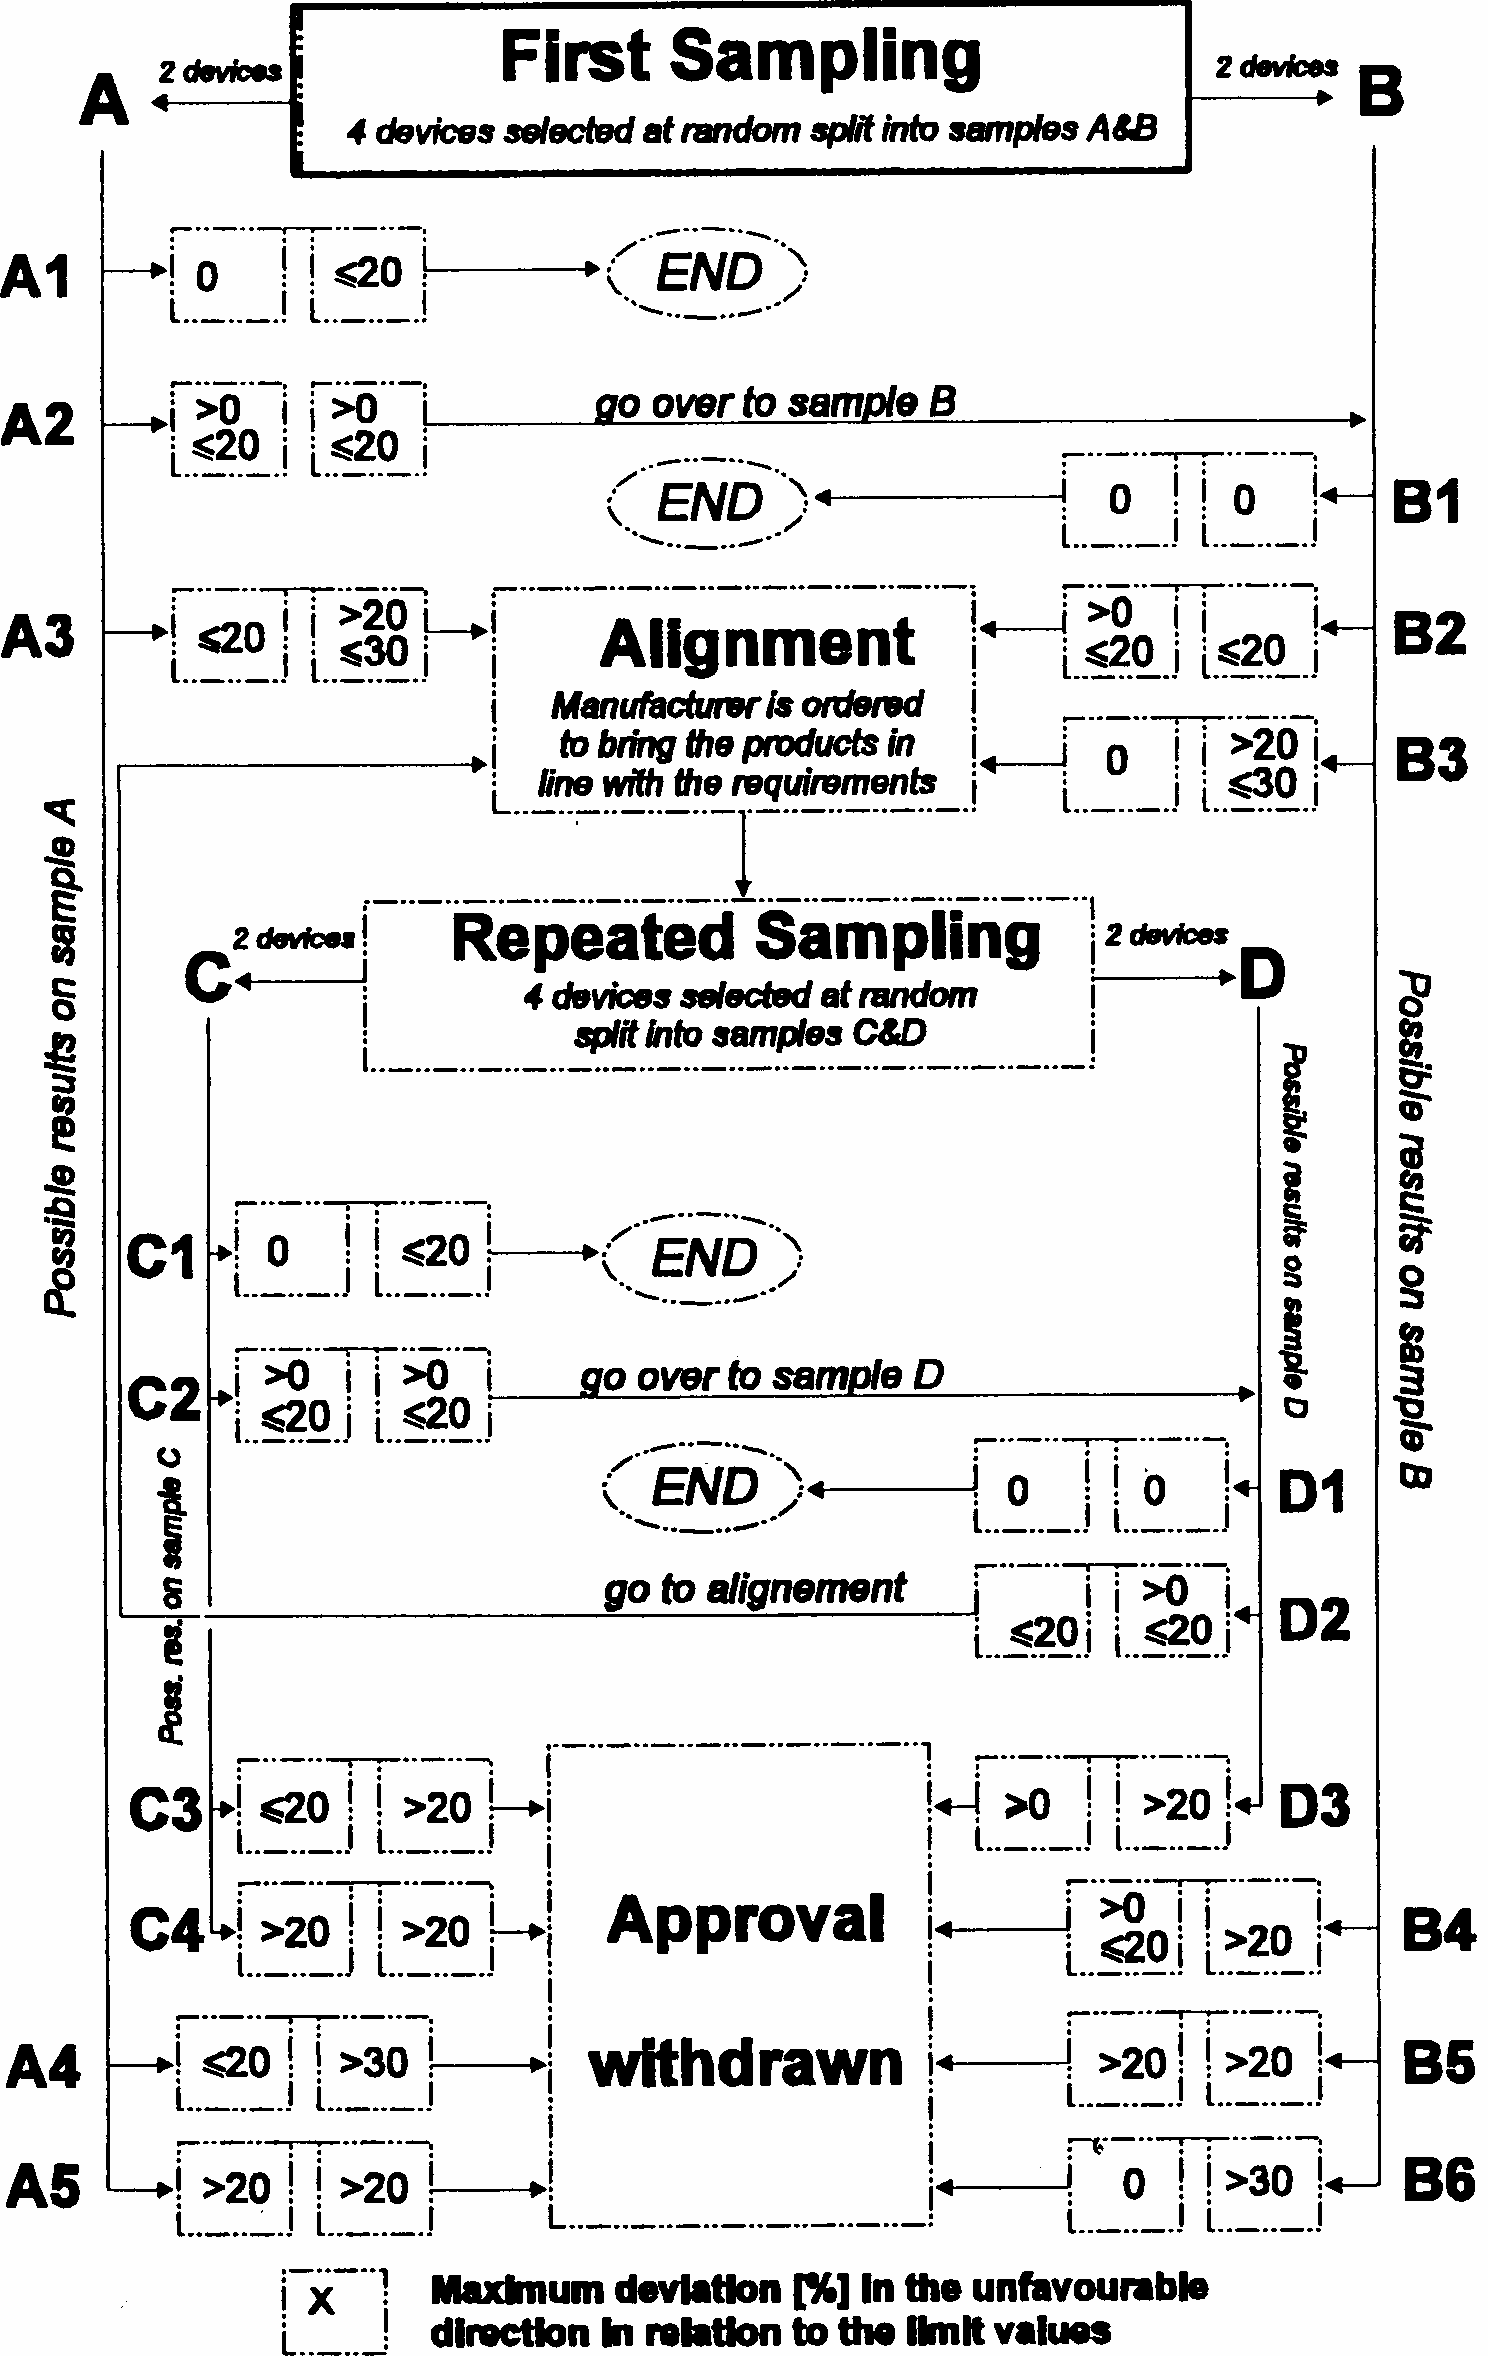 First Sampling
4 devices selected at random split into samples A&B
A
2 devices
2 devices
B
A1
0
≤20
END
A2
>0
≤20
>0
≤20
go over to sample B
END
0
0
B1
A3
≤20
>20
≤30
Alignment
Manufacturer is ordered
to bring the products in
line with the requirements
>0
≤20
≤20
B2
0
>20
≤30
B3
Possible results on sample A
Possible results on sample B
C
2 devices
Repeated Sampling
4 devices selected at random
split into samples C&D
2 devices
D
Possible results on sample D
C1
0
≤20
END
C2
>0
≤20
>0
≤20
go over to sample D
Poss. res. on sample C
END
0
0
D1
go to alignement
≤20
>0
≤20
D2
C3
≤20
>20
Approval
withdrawn
>0
>20
D3
C4
>20
>20
>0
≤20
>20
B4
A4
≤20
>30
>20
>20
B5
A5
>20
>20
0
>30
B6
X
Maximum deviation [%] in the unfavourable
direction in relation to the limit values